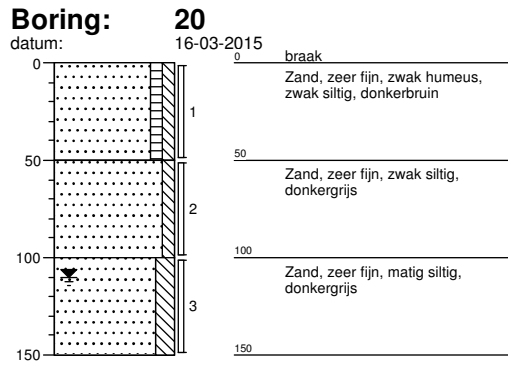 Boring: 20
datum: 16-03-2015
0
50
100
150
1
2
3
0 braak
Zand, zeer fijn, zwak humeus,
zwak siltig, donkerbruin
50
Zand, zeer fijn, zwak siltig,
donkergrijs
100
Zand, zeer fijn, matig siltig,
donkergrijs
150